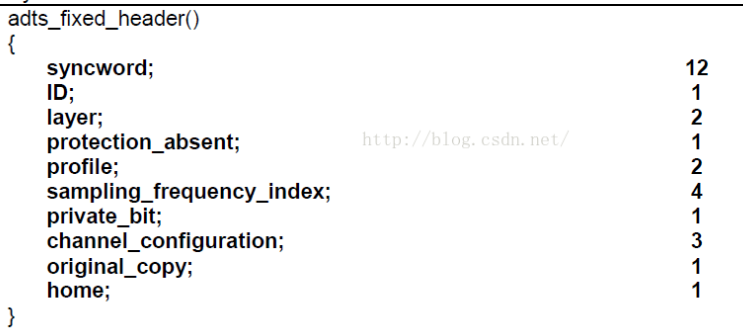 adts_fixed_header()
{
syncword; 12
ID; 1
layer; 2
protection_absent; http://blog.csdn.net/ 1
profile; 2
sampling_frequency_index; 4
private_bit; 1
channel_configuration; 3
original_copy; 1
home; 1
}